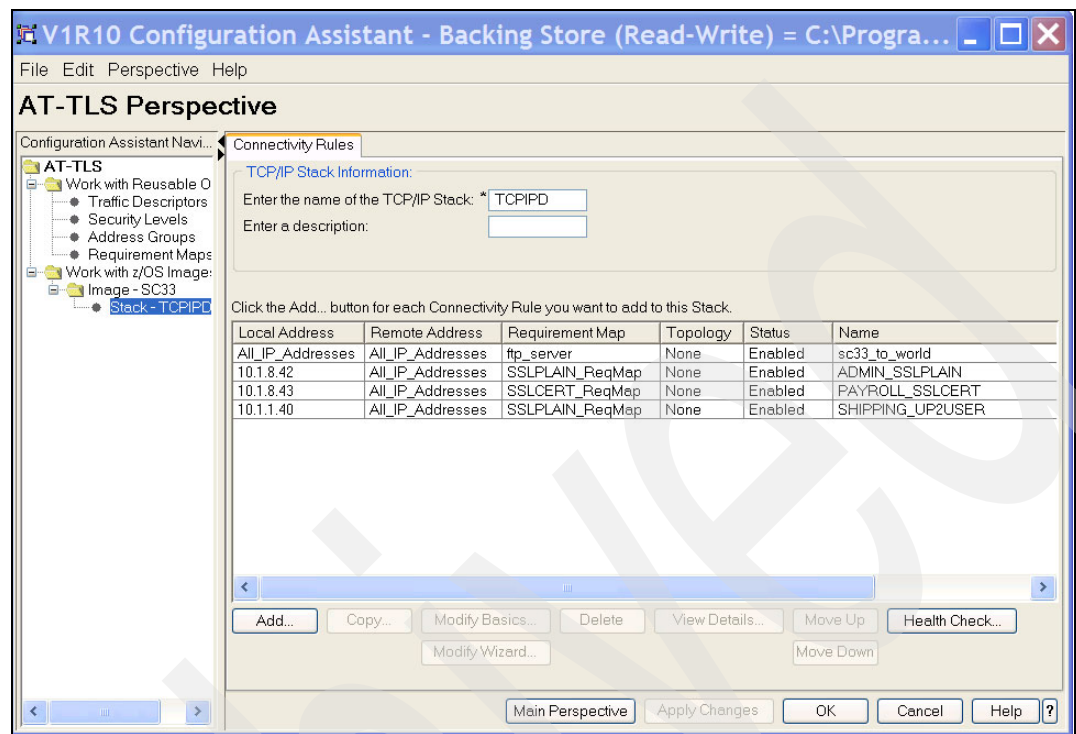 V1R10 Configuration Assistant - Backing Store (Read-Write) = C:\Progra...
File Edit Perspective Help
AT-TLS Perspective
Configuration Assistant Navi...
AT-TLS
Work with Reusable O
Traffic Descriptors
Security Levels
Address Groups
Requirement Maps
Work with z/OS Image
Image - SC33
Stack - TCPIPD
Connectivity Rules
TCP/IP Stack Information:
Enter the name of the TCP/IP Stack: * TCPIPD
Enter a description:
Click the Add... button for each Connectivity Rule you want to add to this Stack.
Local Address Remote Address Requirement Map Topology Status Name
All_IP_Addresses All_IP_Addresses ftp_server None Enabled sc33_to_world
10.1.8.42 All_IP_Addresses SSLPLAIN_ReqMap None Enabled ADMIN_SSLPLAIN
10.1.8.43 All_IP_Addresses SSLCERT_ReqMap None Enabled PAYROLL_SSLCERT
10.1.1.40 All_IP_Addresses SSLPLAIN_ReqMap None Enabled SHIPPING_UP2USER
Add... Copy... Modify Basics... Delete View Details... Move Up Health Check...
Modify Wizard... Move Down
Main Perspective Apply Changes OK Cancel Help ?